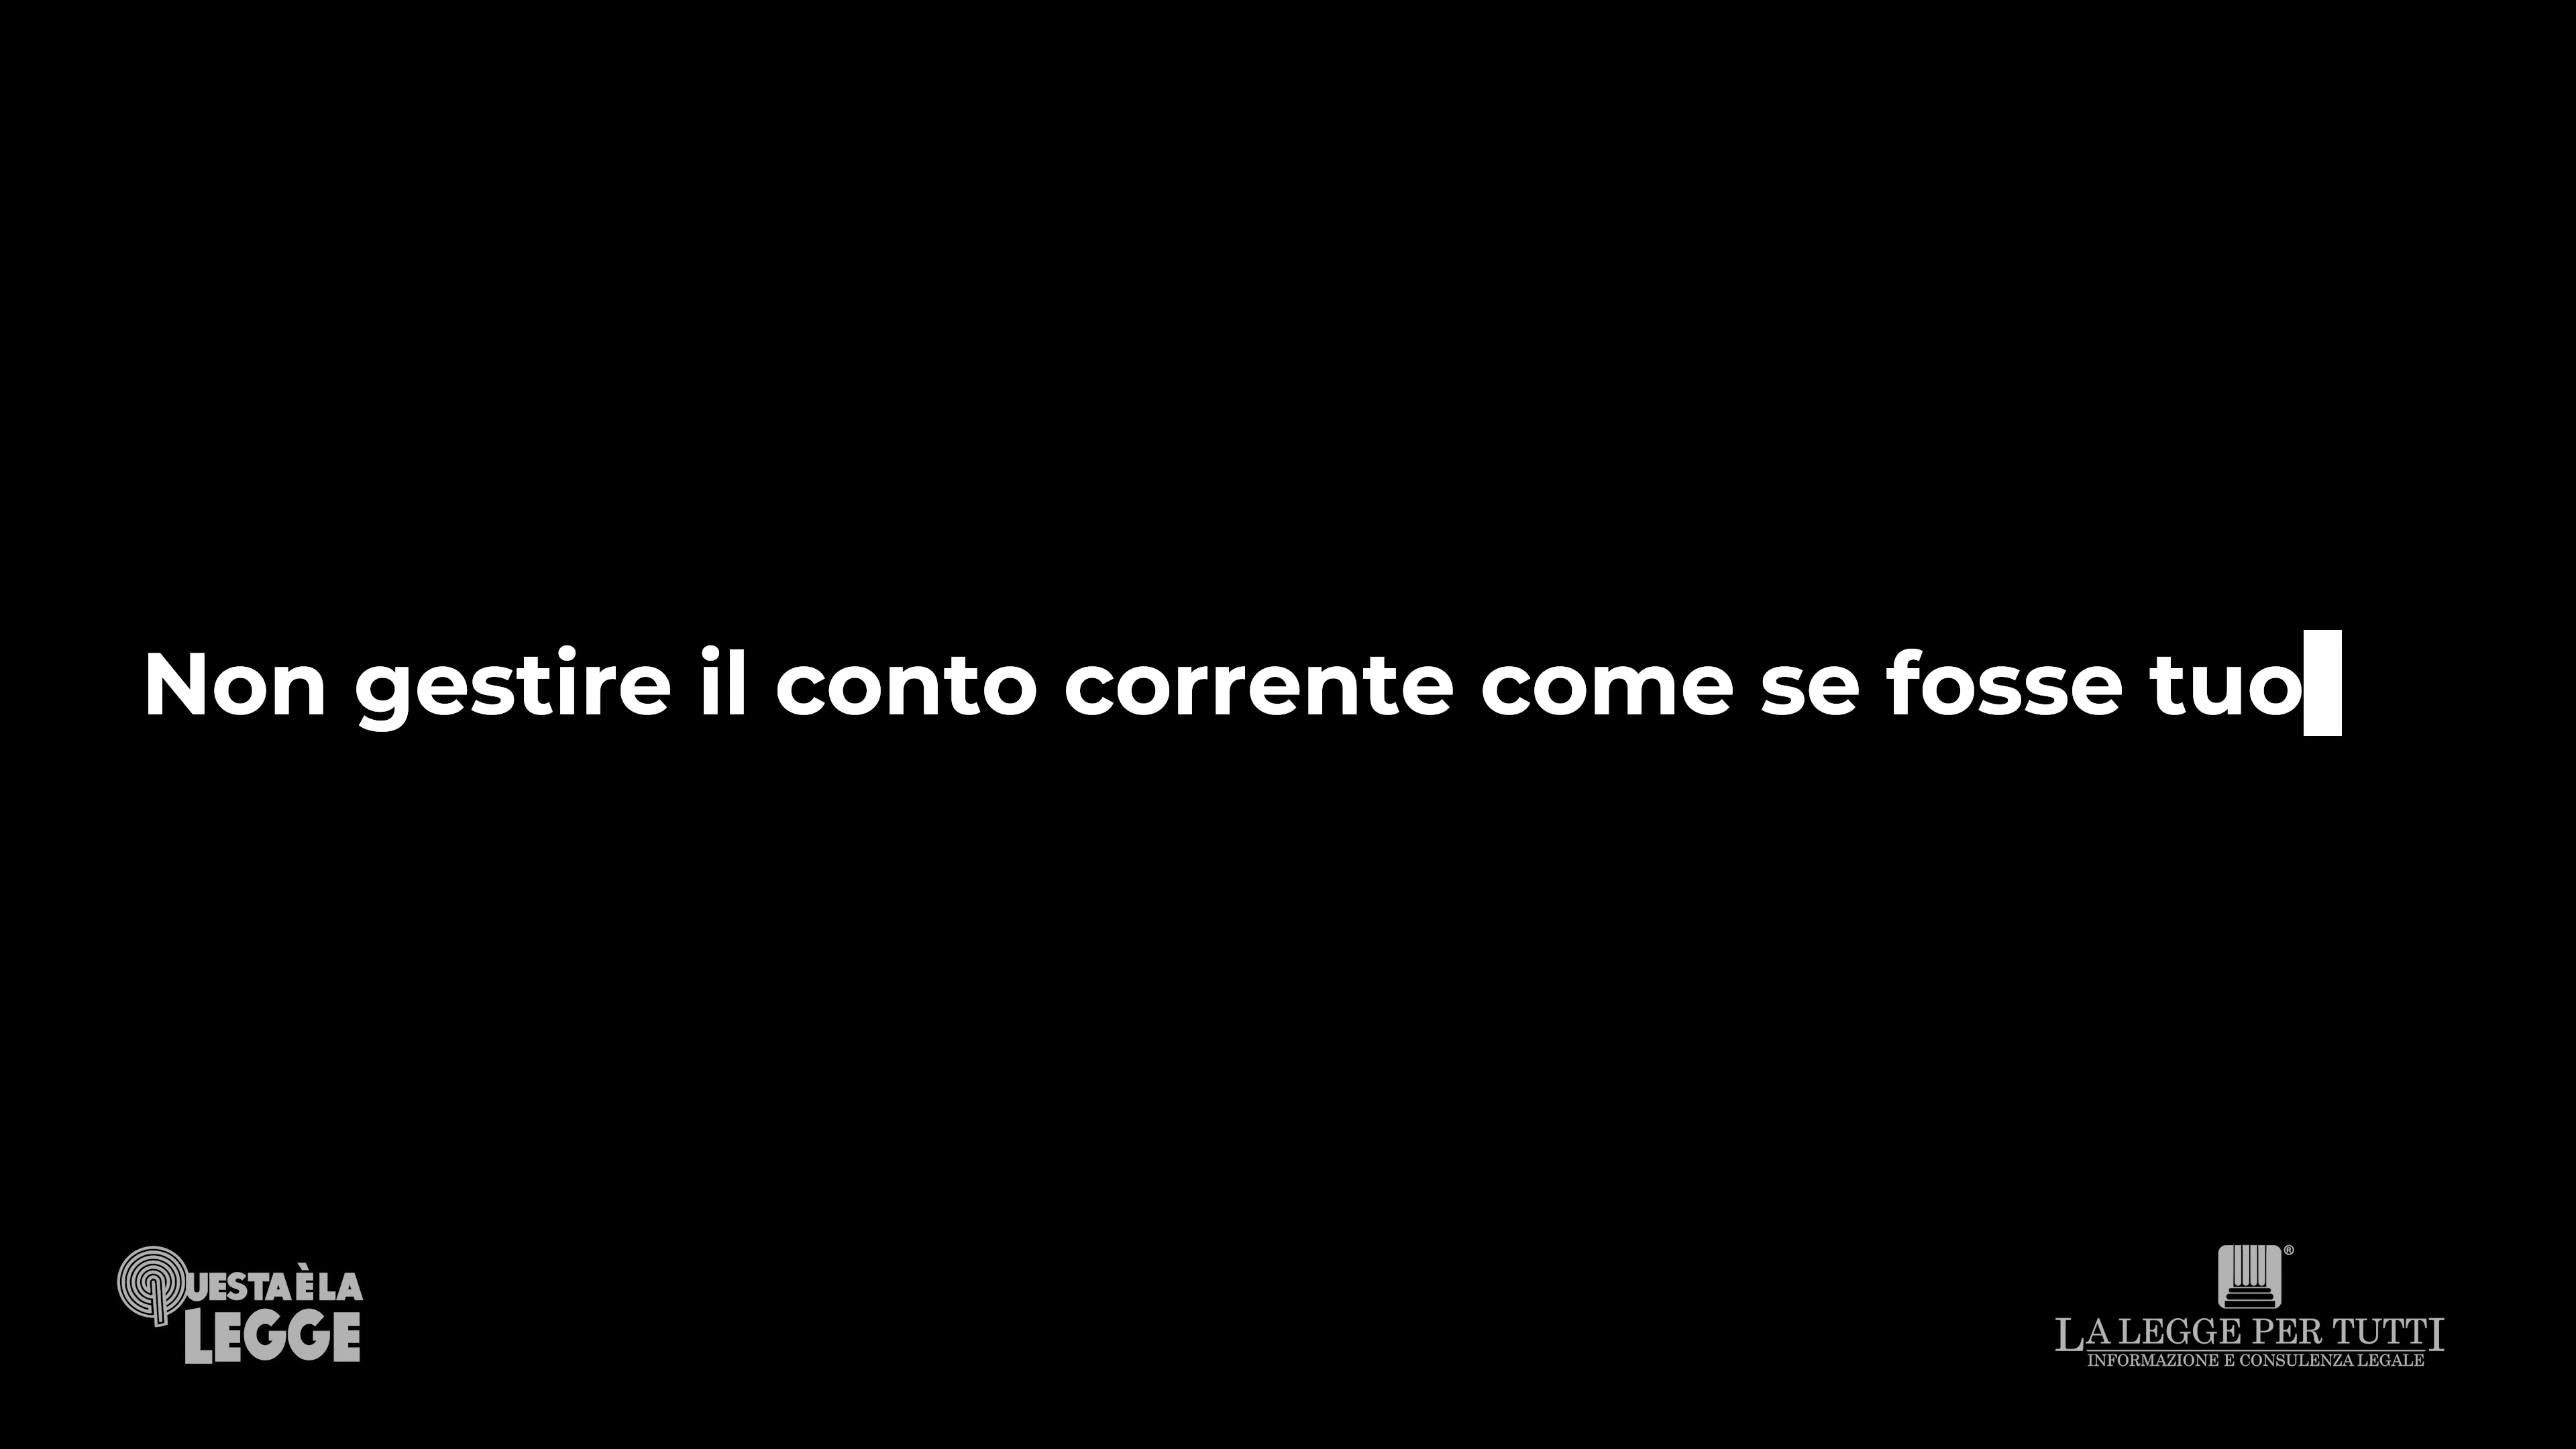 Non gestire il conto corrente come se fosse tuo
QUESTA È LA
LEGGE
®
LA LEGGE PER TUTTI
INFORMAZIONE E CONSULENZA LEGALE